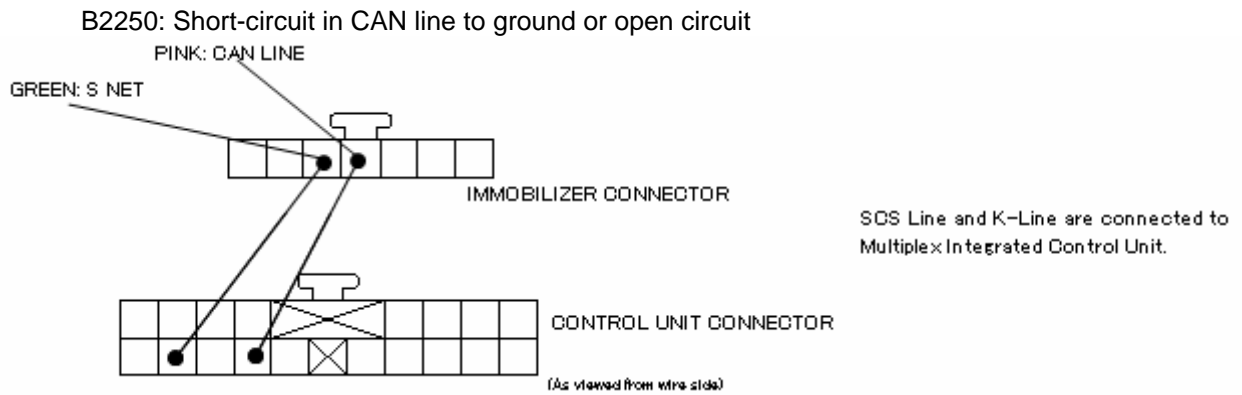 B2250: Short-circuit in CAN line to ground or open circuit
PINK: CAN LINE
GREEN: S NET
IMMOBILIZER CONNECTOR
SCS Line and K-Line are connected to
Multiplex Integrated Control Unit.
CONTROL UNIT CONNECTOR
(As viewed from wire side)